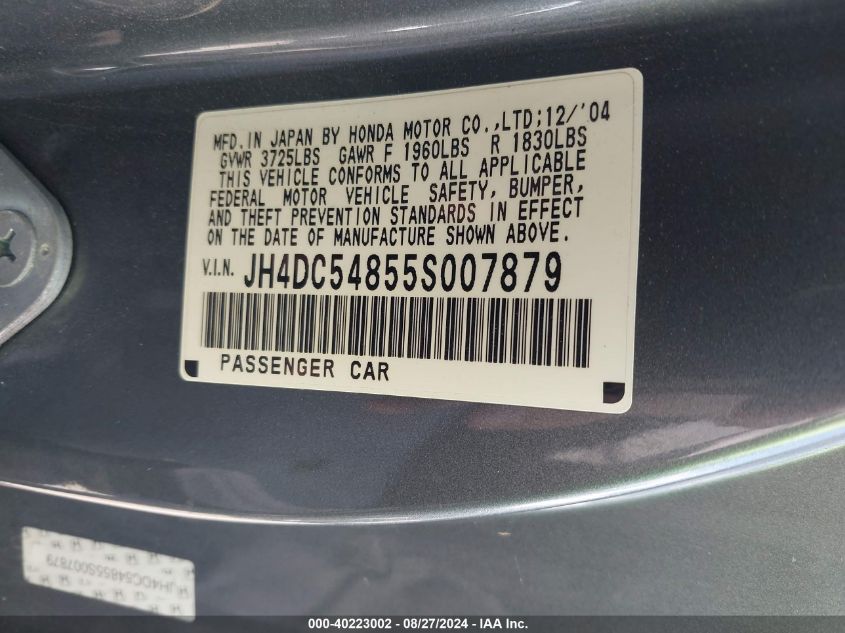 MFD.IN JAPAN BY HONDA MOTOR CO.,LTD;12/'04
GVWR 3725LBS GAWR F 1960LBS R 1830LBS
THIS VEHICLE CONFORMS TO ALL APPLICABLE
FEDERAL MOTOR VEHICLE SAFETY, BUMPER,
AND THEFT PREVENTION STANDARDS IN EFFECT
ON THE DATE OF MANUFACTURE SHOWN ABOVE.
V.I.N. JH4DC54855S007879
PASSENGER CAR
JH4DC54855S007879
000-40223002 - 08/27/2024 - IAA Inc.